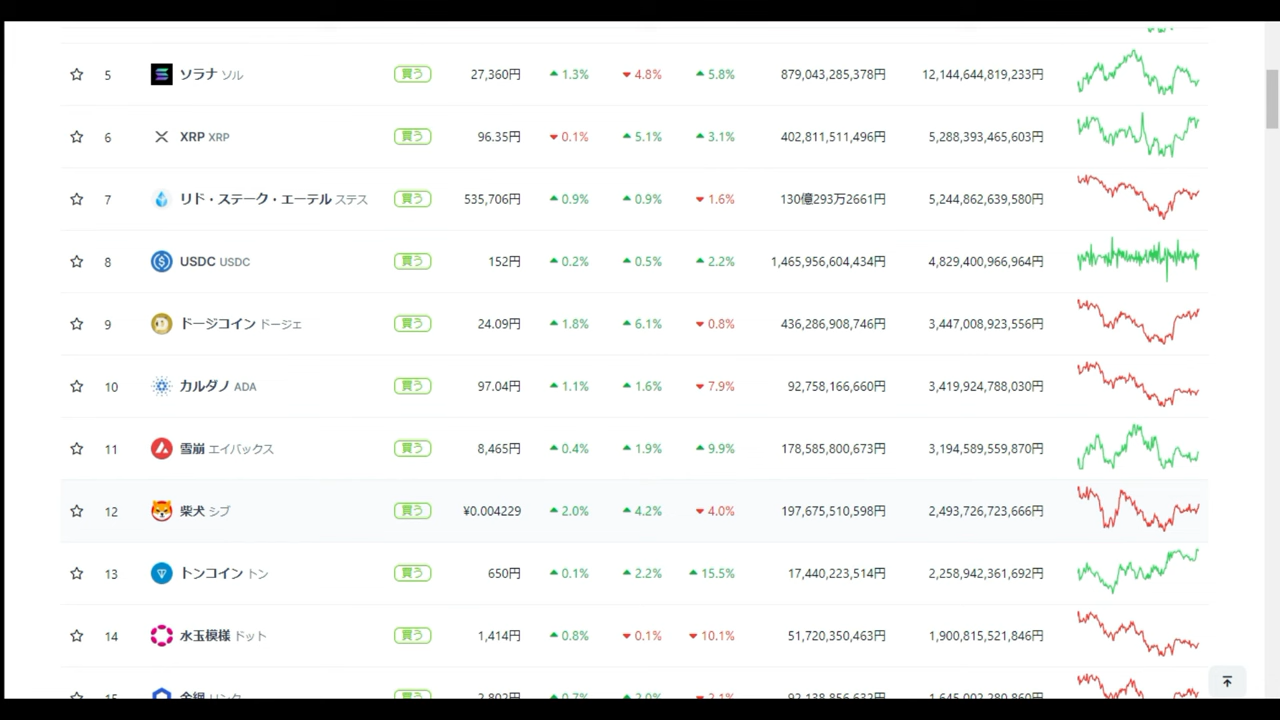 5 ソラナ ソル 買う 27,360円 1.3% 4.8% 5.8% 879,043,285,378円 12,144,644,819,233円
6 XRP XRP 買う 96.35円 0.1% 5.1% 3.1% 402,811,511,496円 5,288,393,465,603円
7 リド・ステーク・エーテル ステス 買う 535,706円 0.9% 0.9% 1.6% 130億293万2661円 5,244,862,639,580円
8 USDC USDC 買う 152円 0.2% 0.5% 2.2% 1,465,956,604,434円 4,829,400,966,964円
9 ドージコイン ドージェ 買う 24.09円 1.8% 6.1% 0.8% 436,286,908,746円 3,447,008,923,556円
10 カルダノ ADA 買う 97.04円 1.1% 1.6% 7.9% 92,758,166,660円 3,419,924,788,030円
11 雪崩 エイバックス 買う 8,465円 0.4% 1.9% 9.9% 178,585,800,673円 3,194,589,559,870円
12 柴犬 シブ 買う ¥0.004229 2.0% 4.2% 4.0% 197,675,510,598円 2,493,726,723,666円
13 トンコイン トン 買う 650円 0.1% 2.2% 15.5% 17,440,223,514円 2,258,942,361,692円
14 水玉模様 ドット 買う 1,414円 0.8% 0.1% 10.1% 51,720,350,463円 1,900,815,521,846円